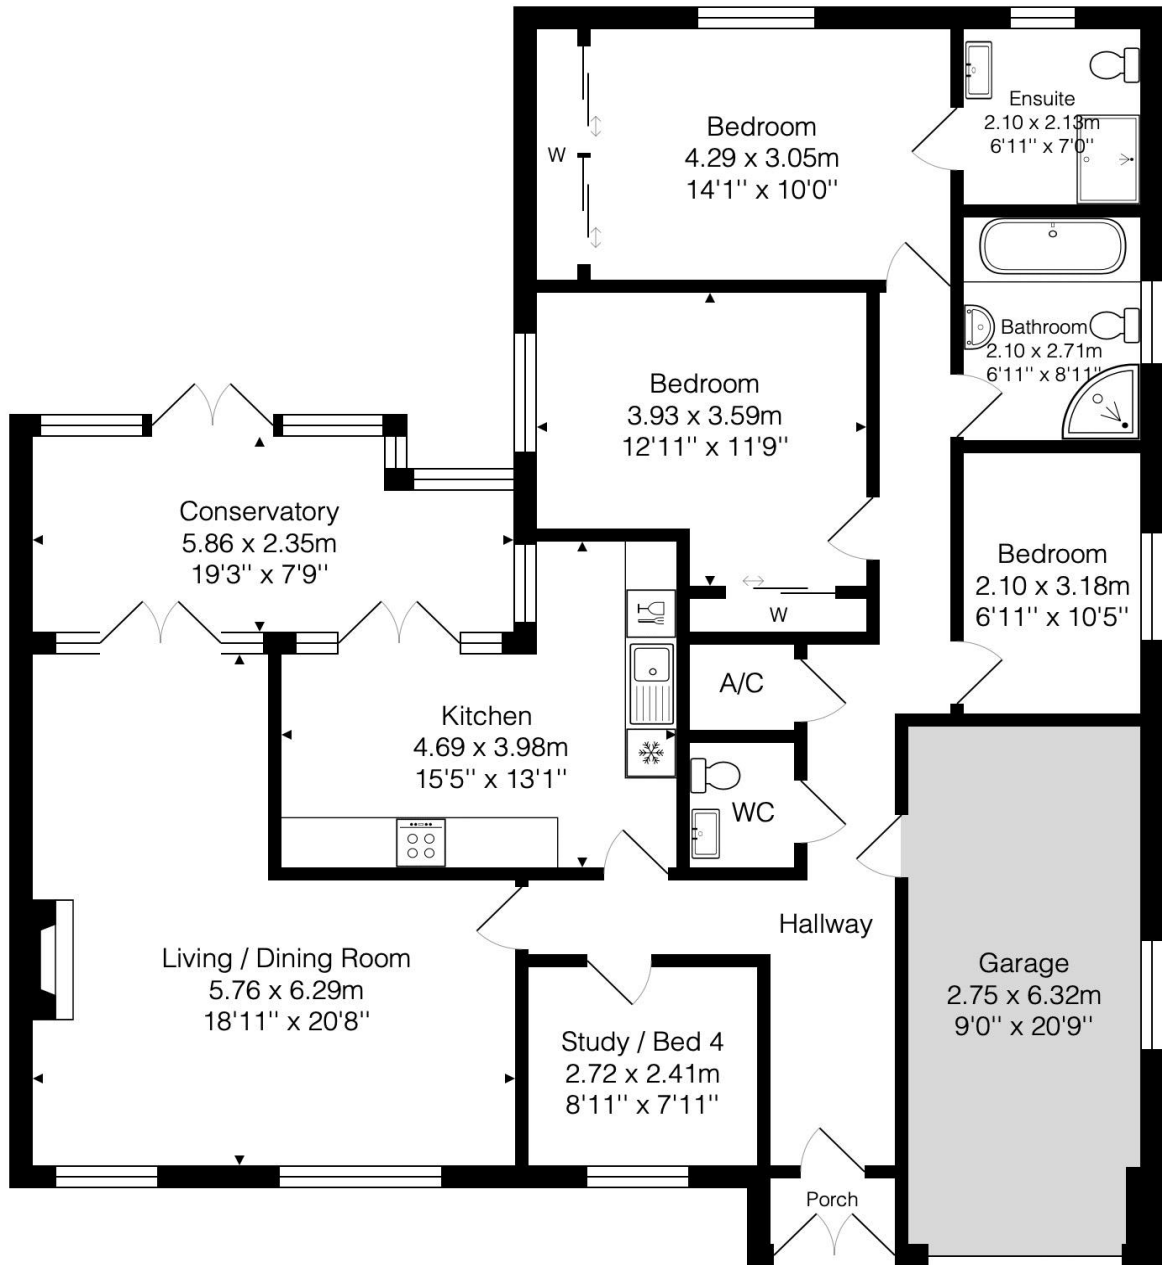 Bedroom
4.29 x 3.05m
14'1'' x 10'0''
W
Ensuite
2.10 x 2.13m
6'11'' x 7'0''
Bathroom
2.10 x 2.71m
6'11'' x 8'11''
Bedroom
3.93 x 3.59m
12'11'' x 11'9''
W
Conservatory
5.86 x 2.35m
19'3'' x 7'9''
Bedroom
2.10 x 3.18m
6'11'' x 10'5''
A/C
Kitchen
4.69 x 3.98m
15'5'' x 13'1''
WC
Hallway
Living / Dining Room
5.76 x 6.29m
18'11'' x 20'8''
Study / Bed 4
2.72 x 2.41m
8'11'' x 7'11''
Garage
2.75 x 6.32m
9'0'' x 20'9''
Porch